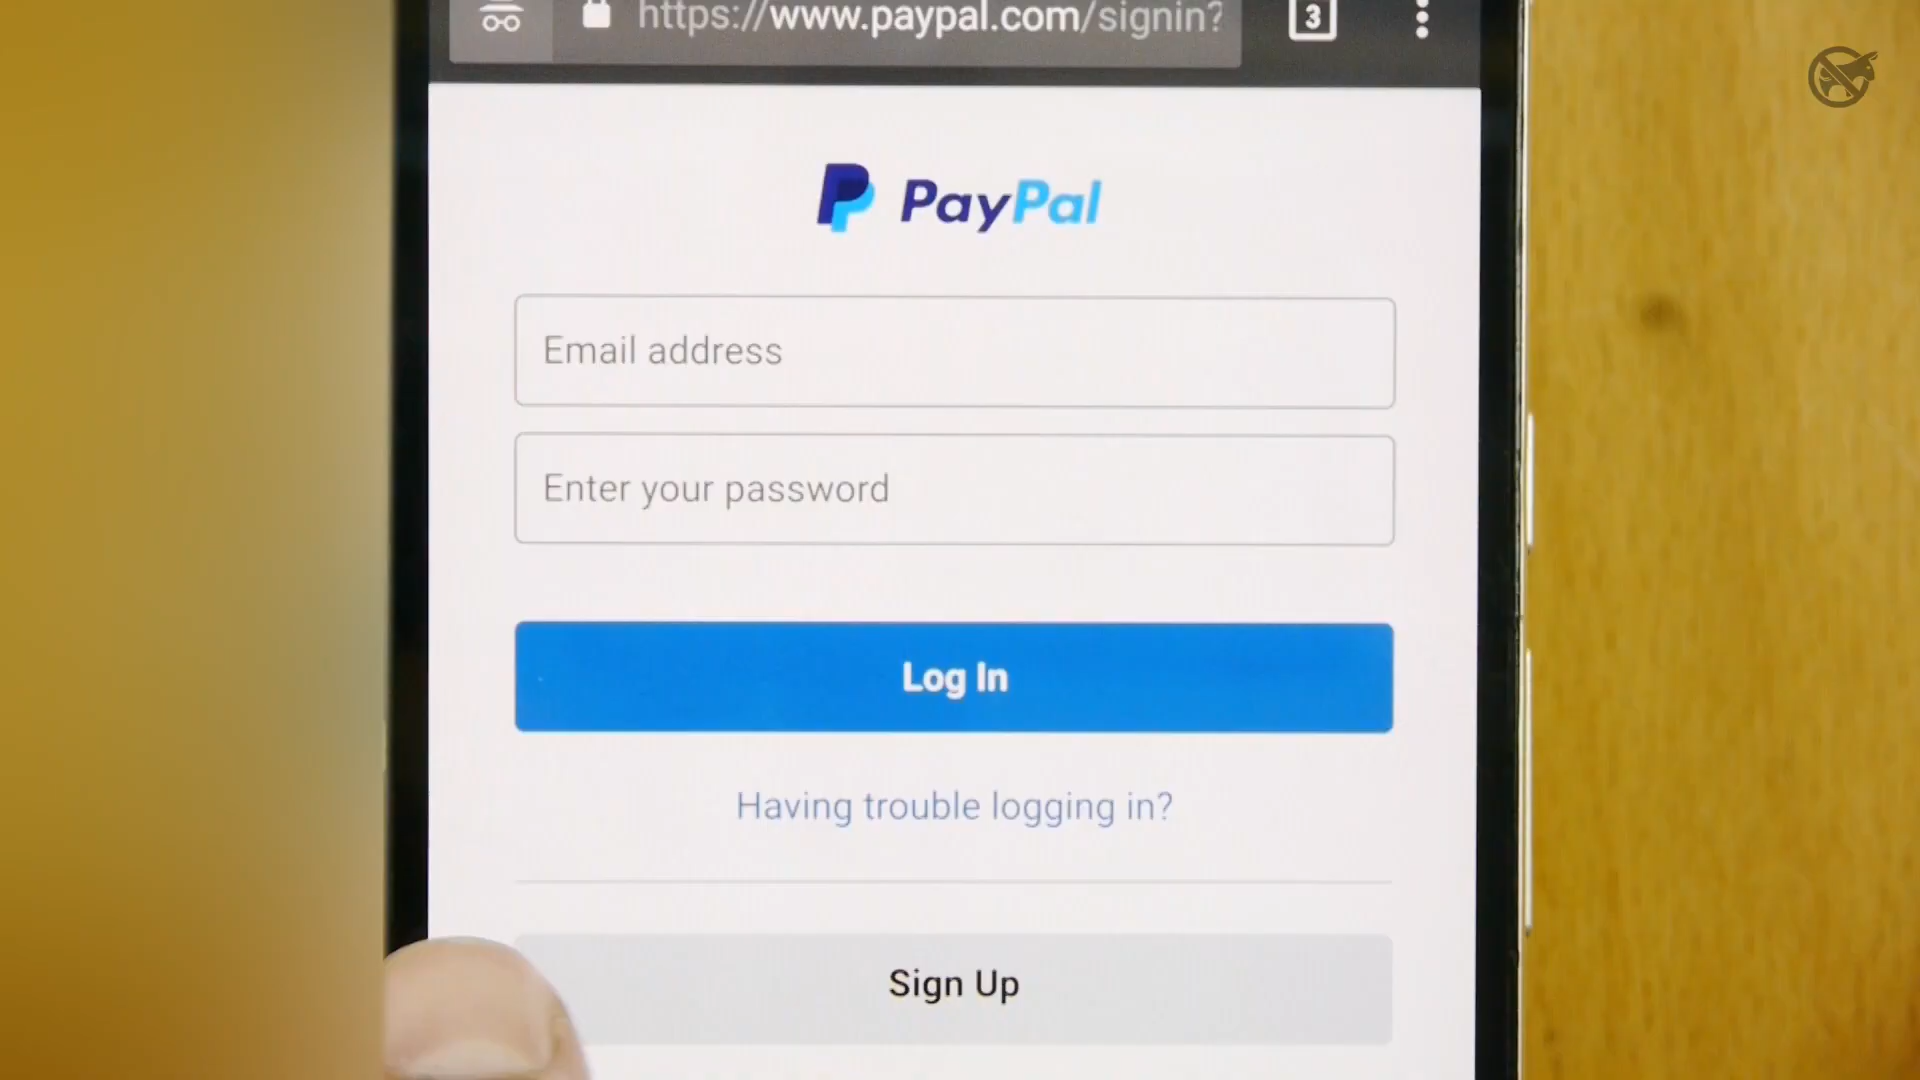 https://www.paypal.com/signin?
3
PayPal
Email address
Enter your password
Log In
Having trouble logging in?
Sign Up